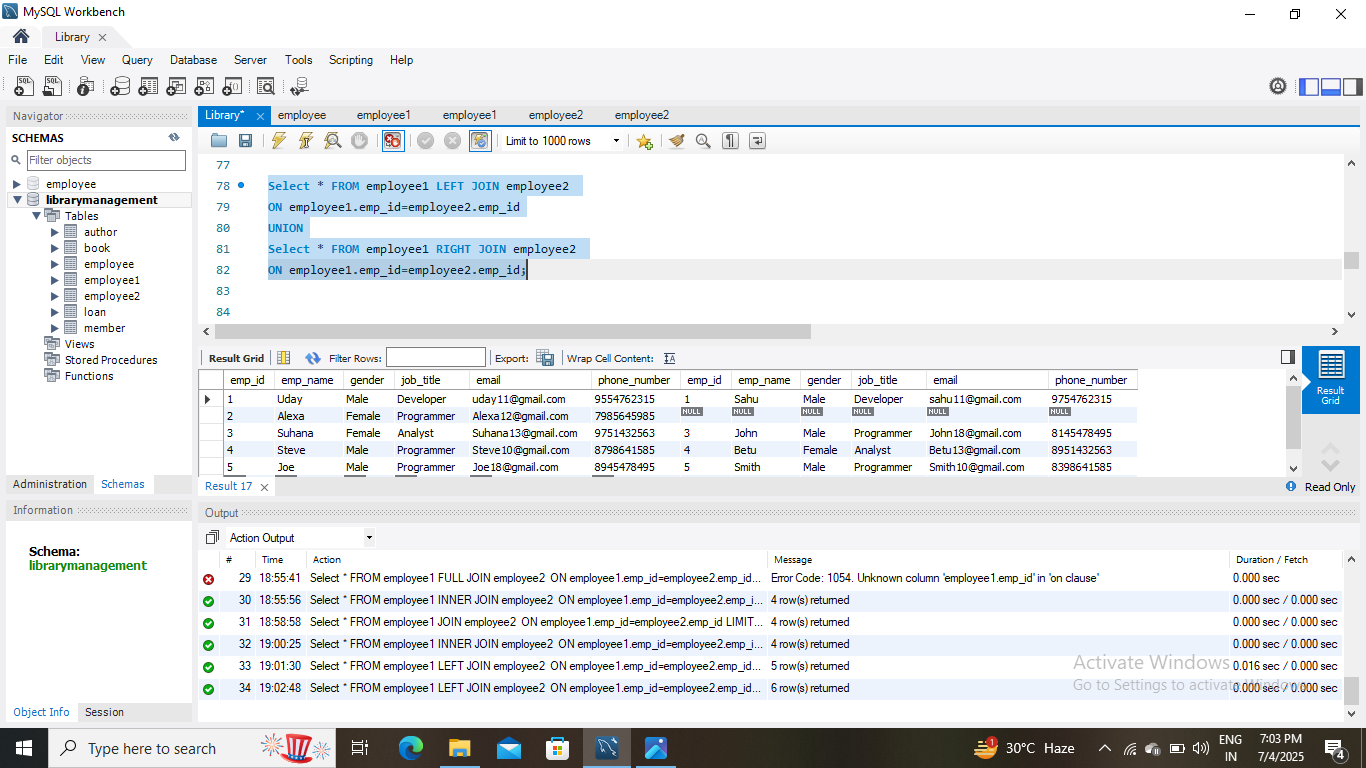 MySQL Workbench
Library
File Edit View Query Database Server Tools Scripting Help
Navigator
SCHEMAS
Filter objects
employee
librarymanagement
Tables
author
book
employee
employee1
employee2
loan
member
Views
Stored Procedures
Functions
Administration Schemas
Information
Schema:
librarymanagement
Object Info Session
Library* employee employee1 employee1 employee2 employee2
Limit to 1000 rows
77
78 Select * FROM employee1 LEFT JOIN employee2
79 ON employee1.emp_id=employee2.emp_id
80 UNION
81 Select * FROM employee1 RIGHT JOIN employee2
82 ON employee1.emp_id=employee2.emp_id;
83
84
Result Grid Filter Rows: Export: Wrap Cell Content:
emp_id emp_name gender job_title email phone_number emp_id emp_name gender job_title email phone_number
1 Uday Male Developer uday11@gmail.com 9554762315 1 Sahu Male Developer sahu11@gmail.com 9754762315
2 Alexa Female Programmer Alexa12@gmail.com 7985645985 NULL NULL NULL NULL NULL NULL
3 Suhana Female Analyst Suhana13@gmail.com 9751432563 3 John Male Programmer John18@gmail.com 8145478495
4 Steve Male Programmer Steve10@gmail.com 8798641585 4 Betu Female Analyst Betu13@gmail.com 8951432563
5 Joe Male Programmer Joe18@gmail.com 8945478495 5 Smith Male Programmer Smith10@gmail.com 8398641585
Result Grid
Result 17
Read Only
Output
Action Output
# Time Action Message Duration / Fetch
29 18:55:41 Select * FROM employee1 FULL JOIN employee2 ON employee1.emp_id=employee2.emp_id... Error Code: 1054. Unknown column 'employee1.emp_id' in 'on clause' 0.000 sec
30 18:55:56 Select * FROM employee1 INNER JOIN employee2 ON employee1.emp_id=employee2.emp_i... 4 row(s) returned 0.000 sec / 0.000 sec
31 18:58:58 Select * FROM employee1 JOIN employee2 ON employee1.emp_id=employee2.emp_id LIMIT... 4 row(s) returned 0.000 sec / 0.000 sec
32 19:00:25 Select * FROM employee1 INNER JOIN employee2 ON employee1.emp_id=employee2.emp_i... 4 row(s) returned 0.000 sec / 0.000 sec
33 19:01:30 Select * FROM employee1 LEFT JOIN employee2 ON employee1.emp_id=employee2.emp_id... 5 row(s) returned 0.016 sec / 0.000 sec
34 19:02:48 Select * FROM employee1 LEFT JOIN employee2 ON employee1.emp_id=employee2.emp_id... 6 row(s) returned 0.000 sec / 0.000 sec
Activate Windows
Go to Settings to activate Windows.
Type here to search
1
30°C Haze
ENG
IN
7:03 PM
7/4/2025
4